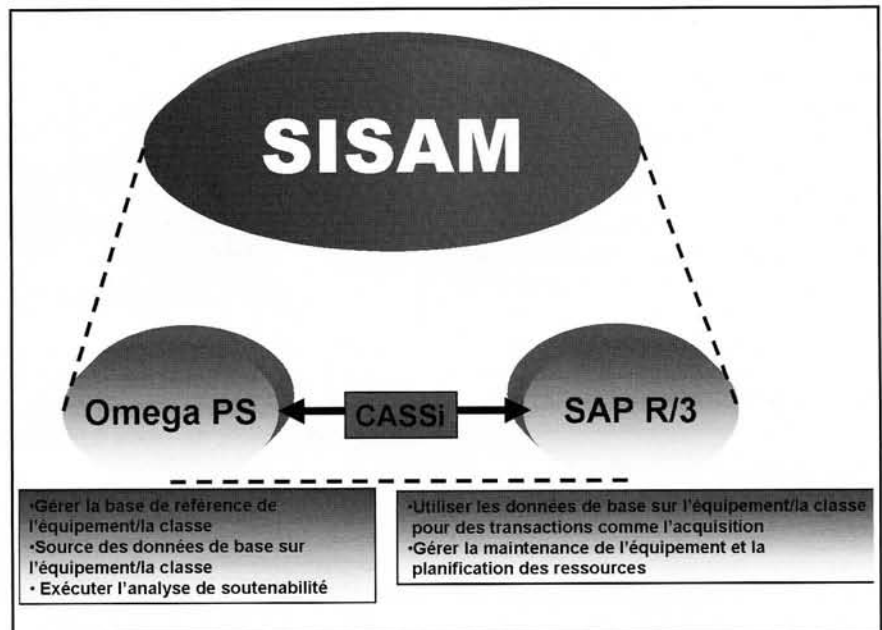 SISAM
Omega PS
CASSi
SAP R/3
•Gérer la base de référence de
l'équipement/la classe
•Source des données de base sur
l'équipement/la classe
• Exécuter l'analyse de soutenabilité
•Utiliser les données de base sur l'équipement/la classe
pour des transactions comme l'acquisition
•Gérer la maintenance de l'équipement et la
planification des ressources